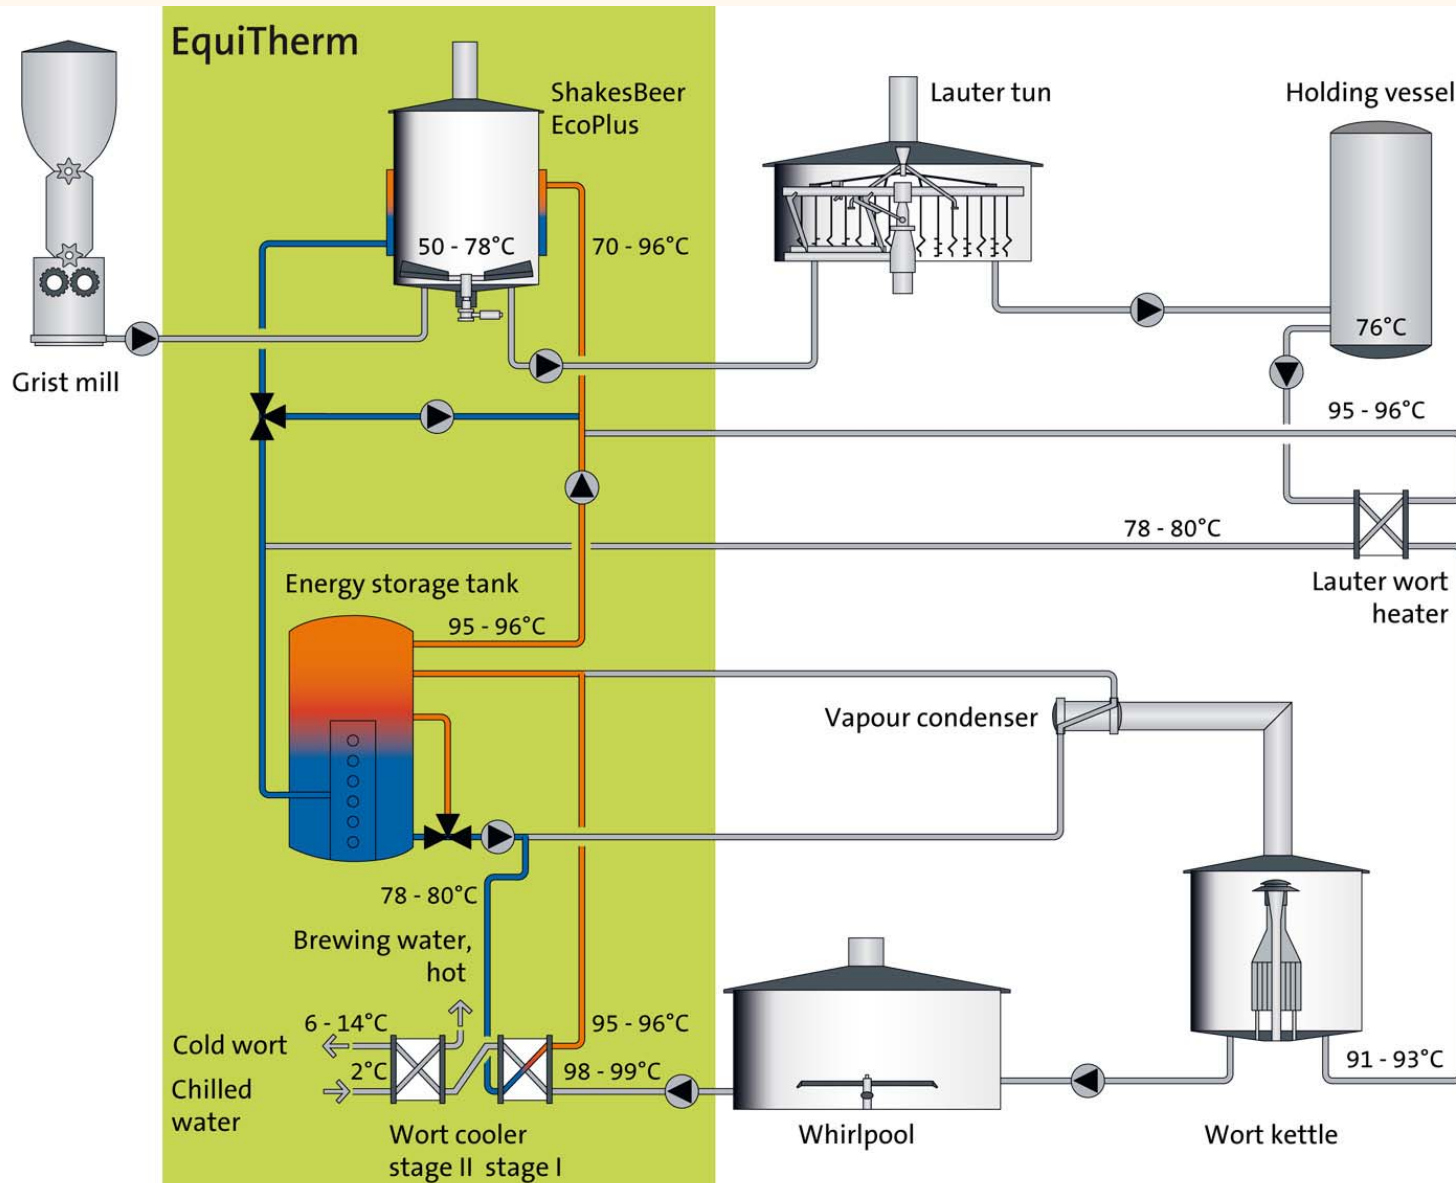 EquiTherm
ShakesBeer
EcoPlus
Lauter tun
Holding vessel
50 - 78°C
70 - 96°C
76°C
Grist mill
95 - 96°C
78 - 80°C
Energy storage tank
Lauter wort
heater
95 - 96°C
Vapour condenser
78 - 80°C
Brewing water,
hot
6 - 14°C
95 - 96°C
Cold wort
2°C
98 - 99°C
91 - 93°C
Chilled
water
Wort cooler
stage II stage I
Whirlpool
Wort kettle